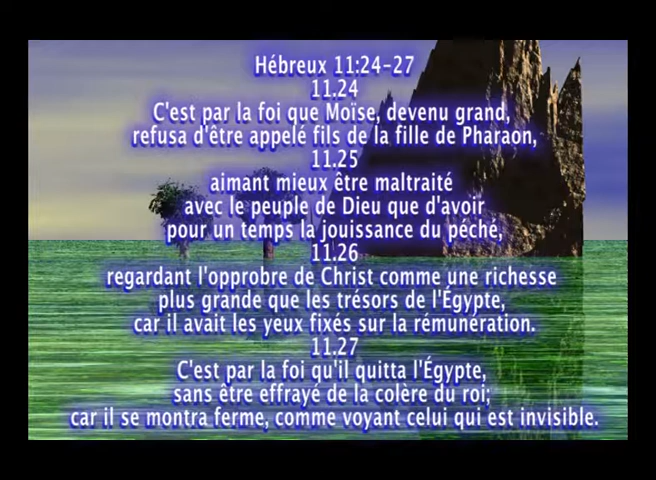 Hébreux 11:24-27
11.24
C'est par la foi que Moïse, devenu grand,
refusa d'être appelé fils de la fille de Pharaon,
11.25
aimant mieux être maltraité
avec le peuple de Dieu que d'avoir
pour un temps la jouissance du péché,
11.26
regardant l'opprobre de Christ comme une richesse
plus grande que les trésors de l'Égypte,
car il avait les yeux fixés sur la rémunération.
11.27
C'est par la foi qu'il quitta l'Égypte,
sans être effrayé de la colère du roi;
car il se montra ferme, comme voyant celui qui est invisible.